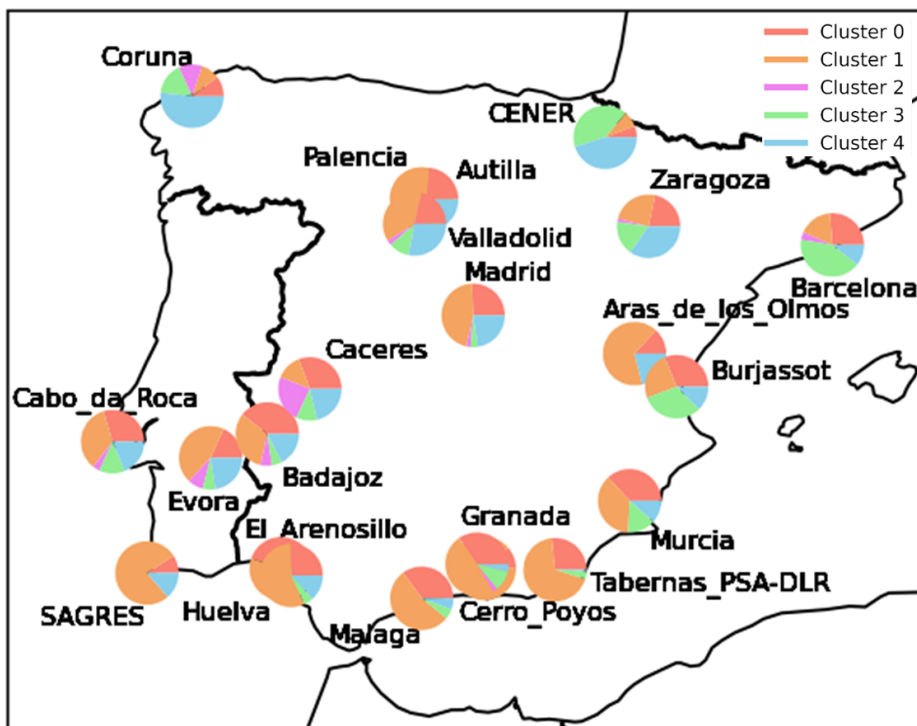 Cluster 0
Cluster 1
Cluster 2
Cluster 3
Cluster 4
Coruna
CENER
Palencia
Autilla
Zaragoza
Valladolid
Madrid
Barcelona
Aras_de_los_Olmos
Caceres
Burjassot
Cabo_da_Roca
Badajoz
Evora
El_Arenosillo
Granada
Murcia
Tabernas_PSA-DLR
SAGRES
Huelva
Cerro_Poyos
Malaga